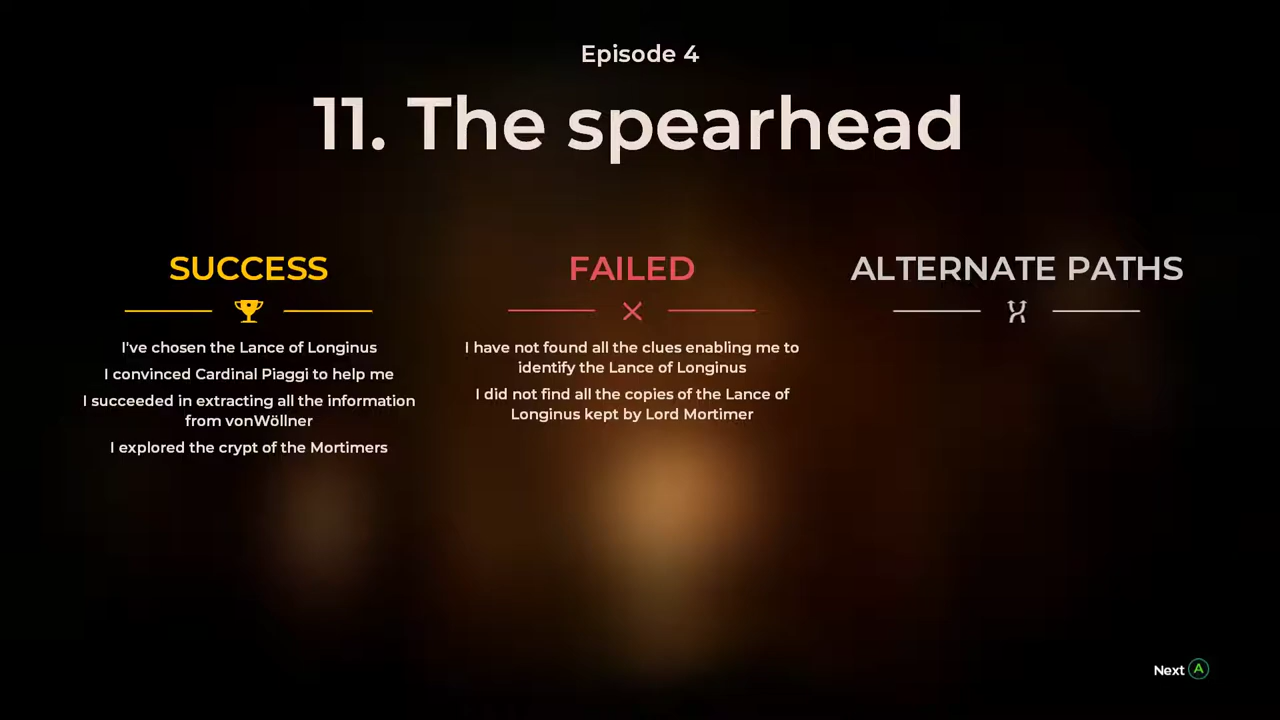 Episode 4
11. The spearhead
SUCCESS
I've chosen the Lance of Longinus
I convinced Cardinal Piaggi to help me
I succeeded in extracting all the information
from vonWöllner
I explored the crypt of the Mortimers
FAILED
I have not found all the clues enabling me to
identify the Lance of Longinus
I did not find all the copies of the Lance of
Longinus kept by Lord Mortimer
ALTERNATE PATHS
Next A